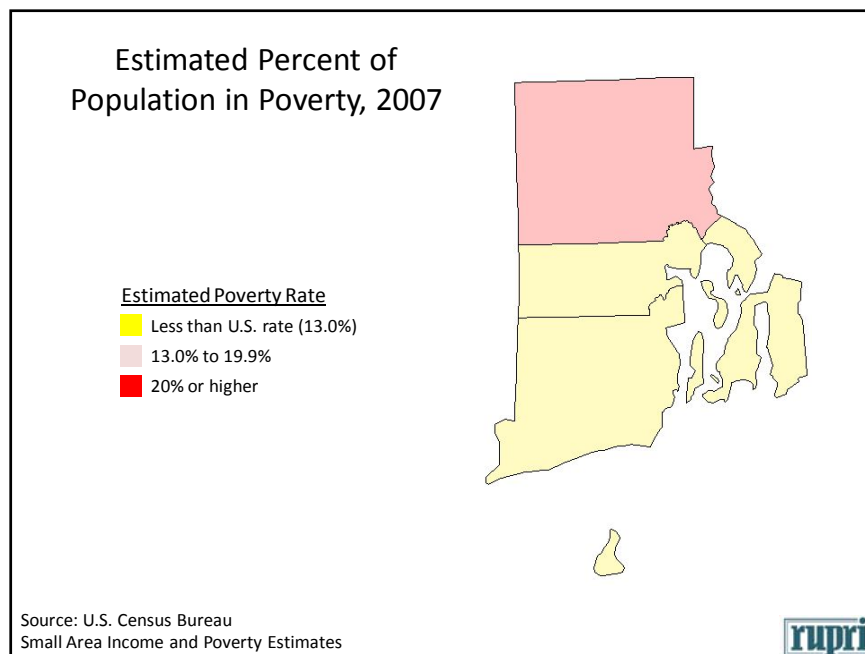 Estimated Percent of
Population in Poverty, 2007
Estimated Poverty Rate
Less than U.S. rate (13.0%)
13.0% to 19.9%
20% or higher
Source: U.S. Census Bureau
Small Area Income and Poverty Estimates
rupri